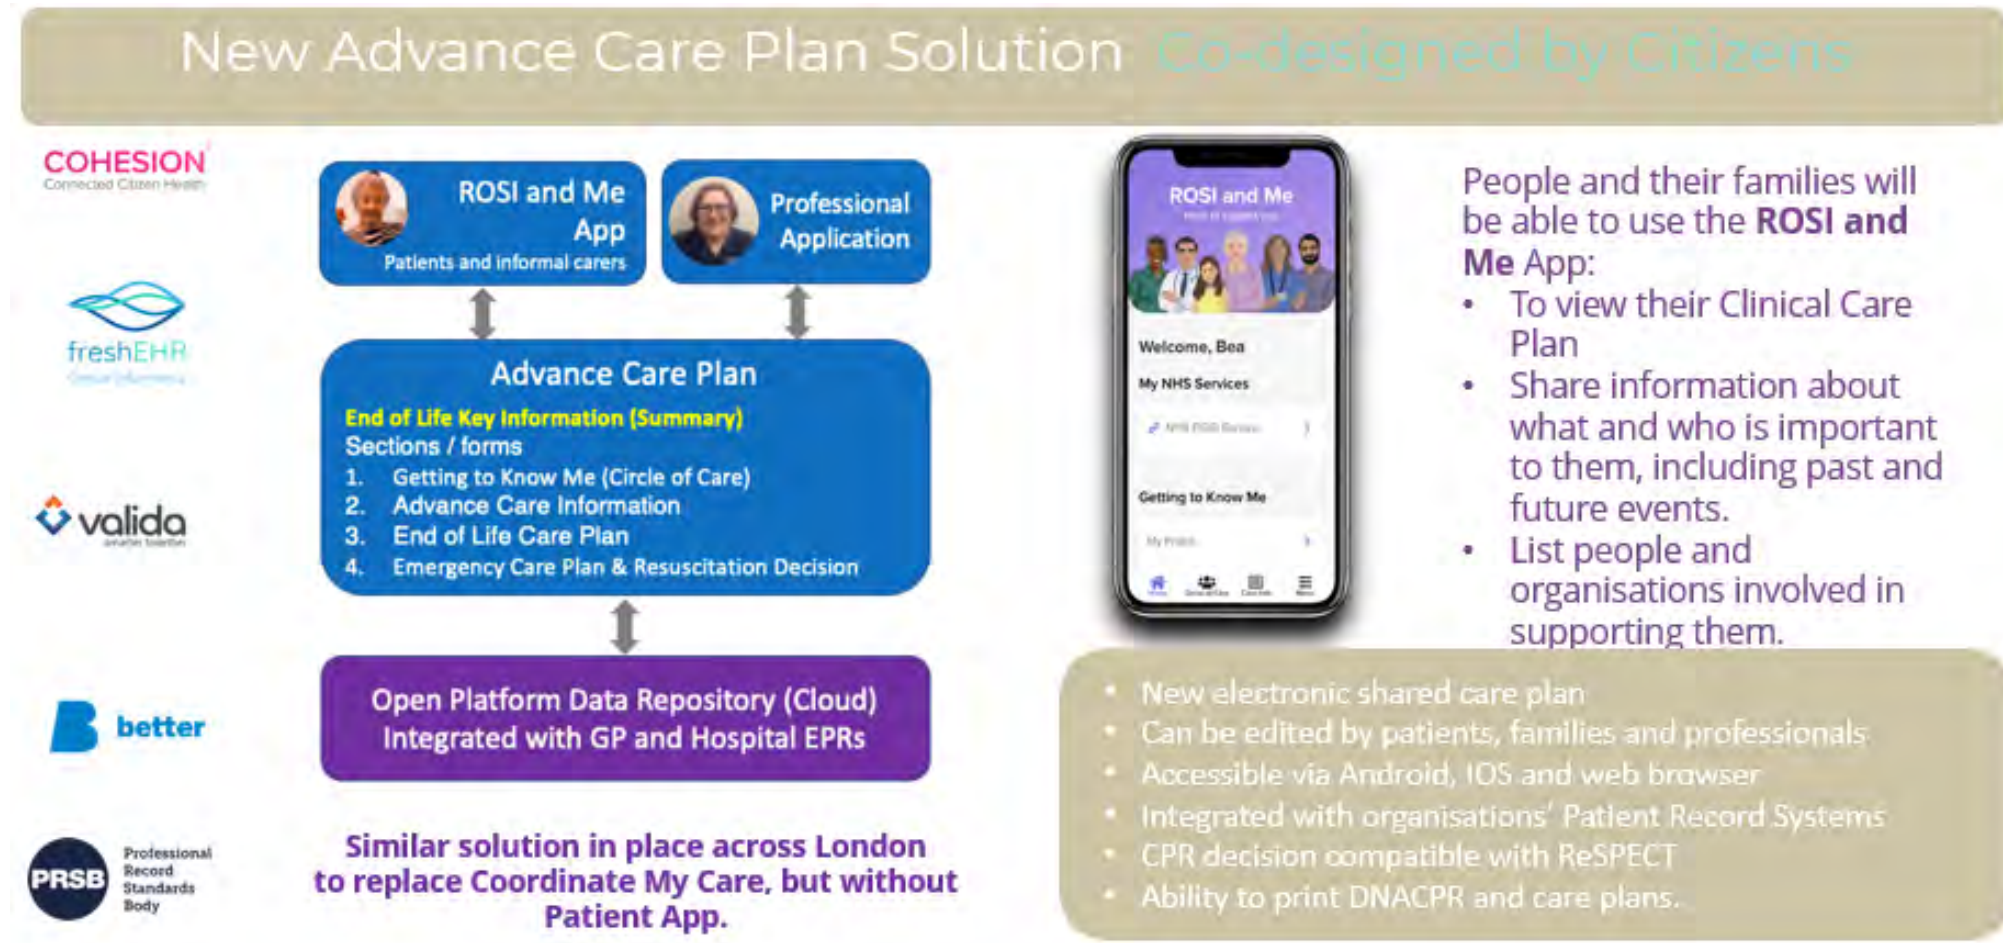 New Advance Care Plan Solution Co-designed by Citizens
COHESION
Connected Citizen Health
freshEHR
valida
smarter together
better
PRSB
Professional
Record
Standards
Body
ROSI and Me
App
Patients and informal carers
Professional
Application
Advance Care Plan
End of Life Key Information (Summary)
Sections / forms
1. Getting to Know Me (Circle of Care)
2. Advance Care Information
3. End of Life Care Plan
4. Emergency Care Plan & Resuscitation Decision
Open Platform Data Repository (Cloud)
Integrated with GP and Hospital EPRs
Similar solution in place across London
to replace Coordinate My Care, but without
Patient App.
ROSI and Me
Welcome, Bea
My NHS Services
Getting to Know Me
My Profile
Home
Menu
People and their families will
be able to use the ROSI and
Me App:
• To view their Clinical Care
Plan
• Share information about
what and who is important
to them, including past and
future events.
• List people and
organisations involved in
supporting them.
• New electronic shared care plan
• Can be edited by patients, families and professionals
• Accessible via Android, IOS and web browser
• Integrated with organisations' Patient Record Systems
• CPR decision compatible with ReSPECT
• Ability to print DNACPR and care plans.